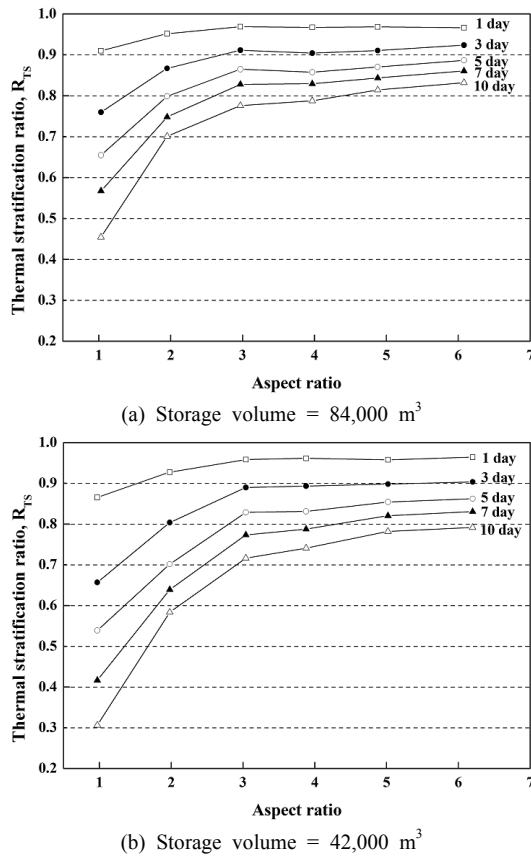 1.0
0.9
0.8
0.7
0.6
0.5
0.4
0.3
0.2
Thermal stratification ratio, R_TS
1 day
3 day
5 day
7 day
10 day
1 2 3 4 5 6 7
Aspect ratio
(a) Storage volume = 84,000 m³
1.0
0.9
0.8
0.7
0.6
0.5
0.4
0.3
0.2
Thermal stratification ratio, R_TS
1 day
3 day
5 day
7 day
10 day
1 2 3 4 5 6 7
Aspect ratio
(b) Storage volume = 42,000 m³